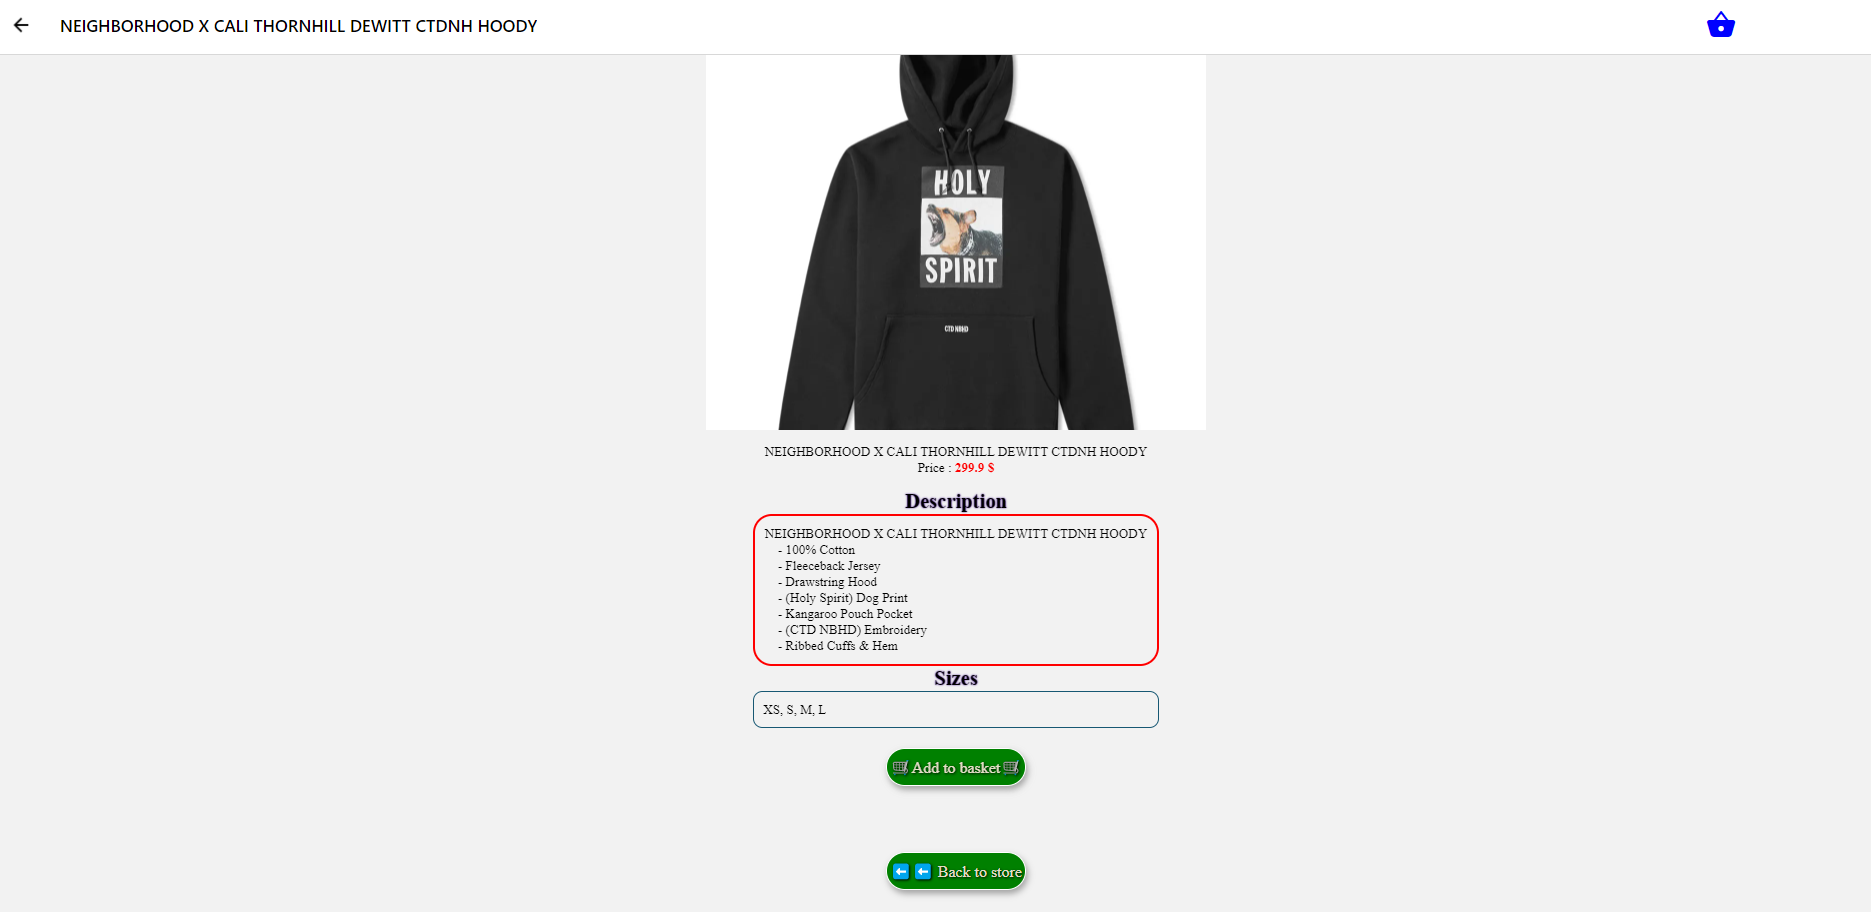 NEIGHBORHOOD X CALI THORNHILL DEWITT CTDNH HOODY
HOLY
SPIRIT
CTD NBHD
NEIGHBORHOOD X CALI THORNHILL DEWITT CTDNH HOODY
Price : 299.9 $
Description
NEIGHBORHOOD X CALI THORNHILL DEWITT CTDNH HOODY
- 100% Cotton
- Fleeceback Jersey
- Drawstring Hood
- (Holy Spirit) Dog Print
- Kangaroo Pouch Pocket
- (CTD NBHD) Embroidery
- Ribbed Cuffs & Hem
Sizes
XS, S, M, L
🛒 Add to basket 🛒
⬅️ ⬅️ Back to store